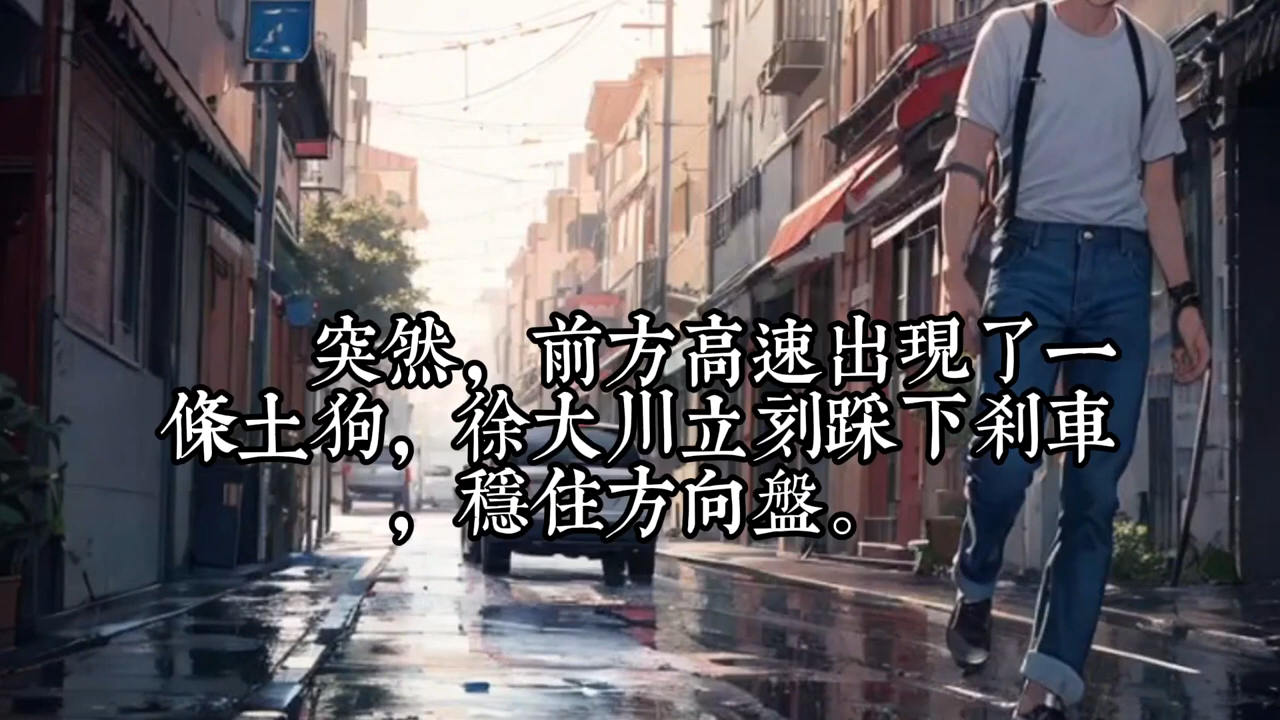 突然，前方高速出現了一
條土狗，徐大川立刻踩下刹車
，穩住方向盤。